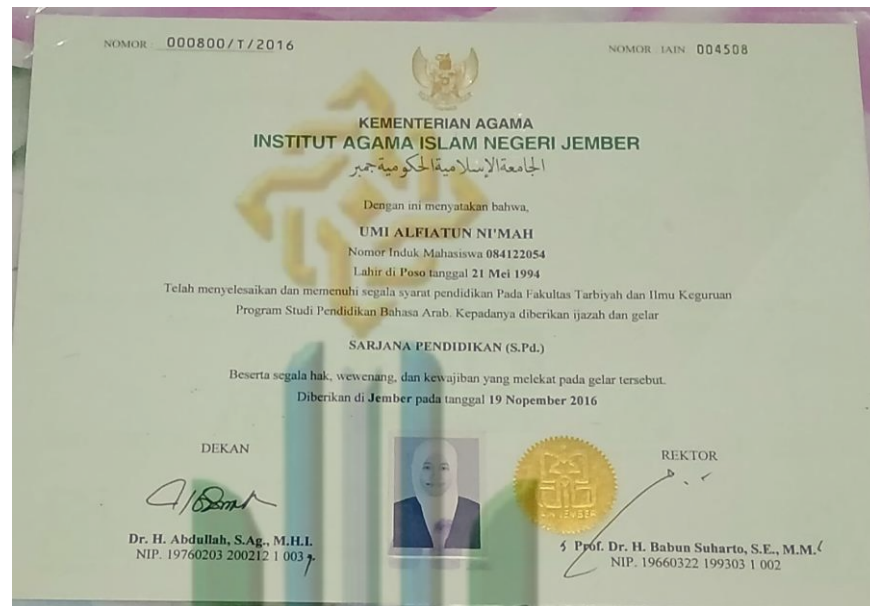 NOMOR 000800/T/2016
NOMOR IAIN 004508
KEMENTERIAN AGAMA
INSTITUT AGAMA ISLAM NEGERI JEMBER
الجامعة الإسلامية الحكومية جمبر
Dengan ini menyatakan bahwa,
UMI ALFIATUN NI'MAH
Nomor Induk Mahasiswa 084122054
Lahir di Poso tanggal 21 Mei 1994
Telah menyelesaikan dan memenuhi segala syarat pendidikan Pada Fakultas Tarbiyah dan Ilmu Keguruan
Program Studi Pendidikan Bahasa Arab. Kepadanya diberikan ijazah dan gelar
SARJANA PENDIDIKAN (S.Pd.)
Beserta segala hak, wewenang, dan kewajiban yang melekat pada gelar tersebut.
Diberikan di Jember pada tanggal 19 Nopember 2016
DEKAN
Dr. H. Abdullah, S.Ag., M.H.I.
NIP. 19760203 200212 1 003
REKTOR
Prof. Dr. H. Babun Suharto, S.E., M.M.
NIP. 19660322 199303 1 002